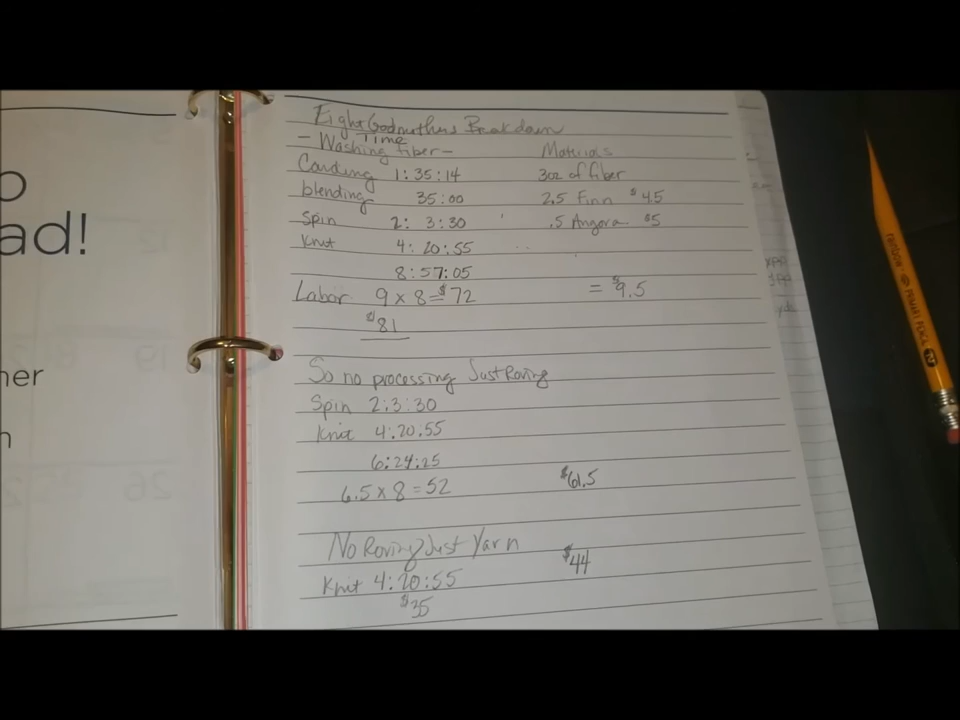 Eight Godmothers Breakdown
- Time
Washing fiber - Materials
Carding 1:35:14 3oz of fiber
blending 35:00 2.5 Finn $4.5
Spin 2: 3:30 .5 Angora $5
Knit 4: 20:55
8:57:05
Labor 9 x 8 = $72 = $9.5
$81
So no processing Just Roving
Spin 2:3:30
Knit 4:20:55
6:24:25
6.5 x 8 = 52 $61.5
No Roving Just Yarn
Knit 4:20:55 $44
$35
ad!
ner
n
19
26
rainbow